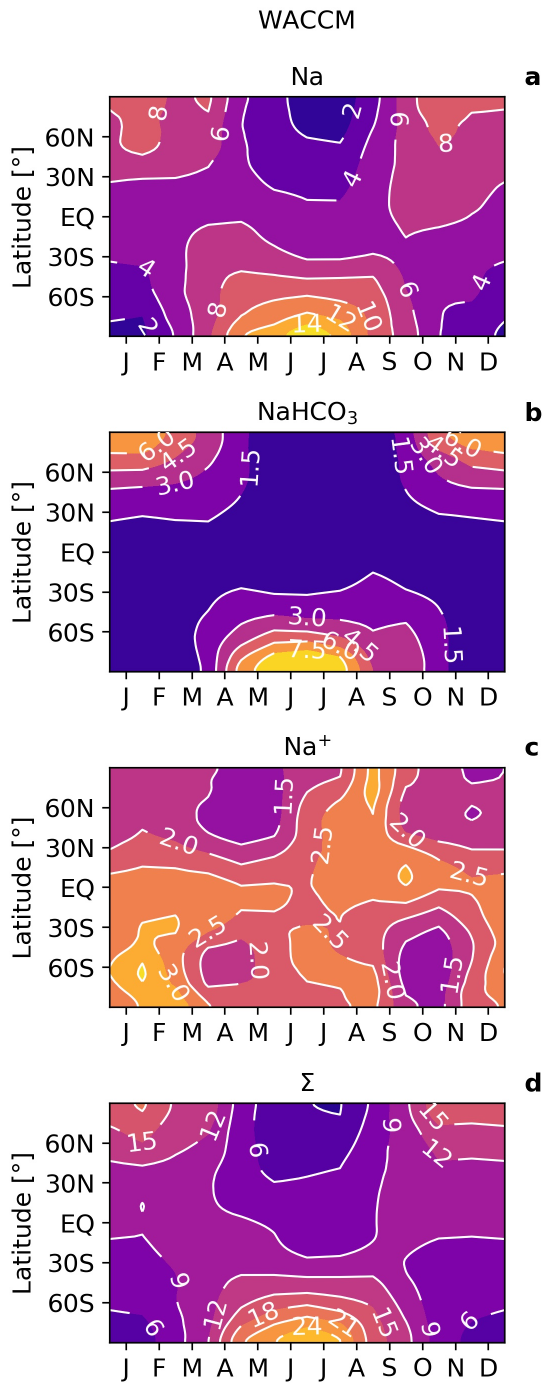 WACCM
Na
a
Latitude [°]
60N
30N
EQ
30S
60S
8
6
2
4
6
8
4
2
8
14
12
10
6
4
J F M A M J J A S O N D
NaHCO₃
b
Latitude [°]
60N
30N
EQ
30S
60S
6.0
4.5
3.0
1.5
1.5
3.0
4.5
6.0
3.0
7.5
6.0
4.5
1.5
J F M A M J J A S O N D
Na⁺
c
Latitude [°]
60N
30N
EQ
30S
60S
2.0
1.5
2.5
2.0
2.5
2.5
2.0
3.0
2.5
2.0
1.5
J F M A M J J A S O N D
Σ
d
Latitude [°]
60N
30N
EQ
30S
60S
15
12
6
9
15
12
9
6
12
18
24
21
15
9
6
J F M A M J J A S O N D